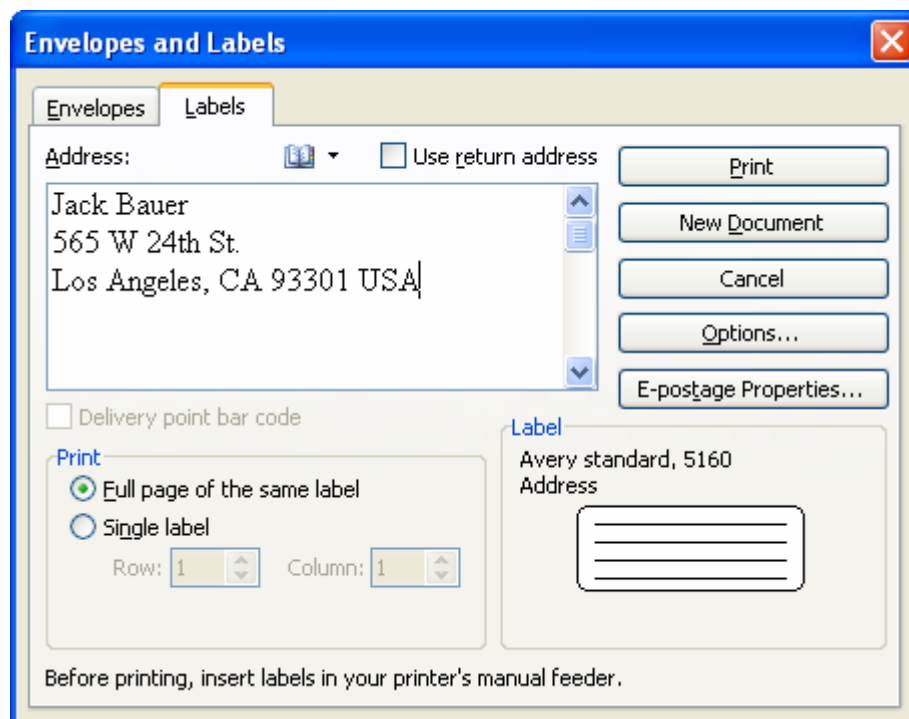 Envelopes and Labels
Envelopes Labels
Address: Use return address
Jack Bauer
565 W 24th St.
Los Angeles, CA 93301 USA
Print
New Document
Cancel
Options...
E-postage Properties...
Delivery point bar code
Print
Full page of the same label
Single label
Row: 1 Column: 1
Label
Avery standard, 5160
Address
Before printing, insert labels in your printer's manual feeder.